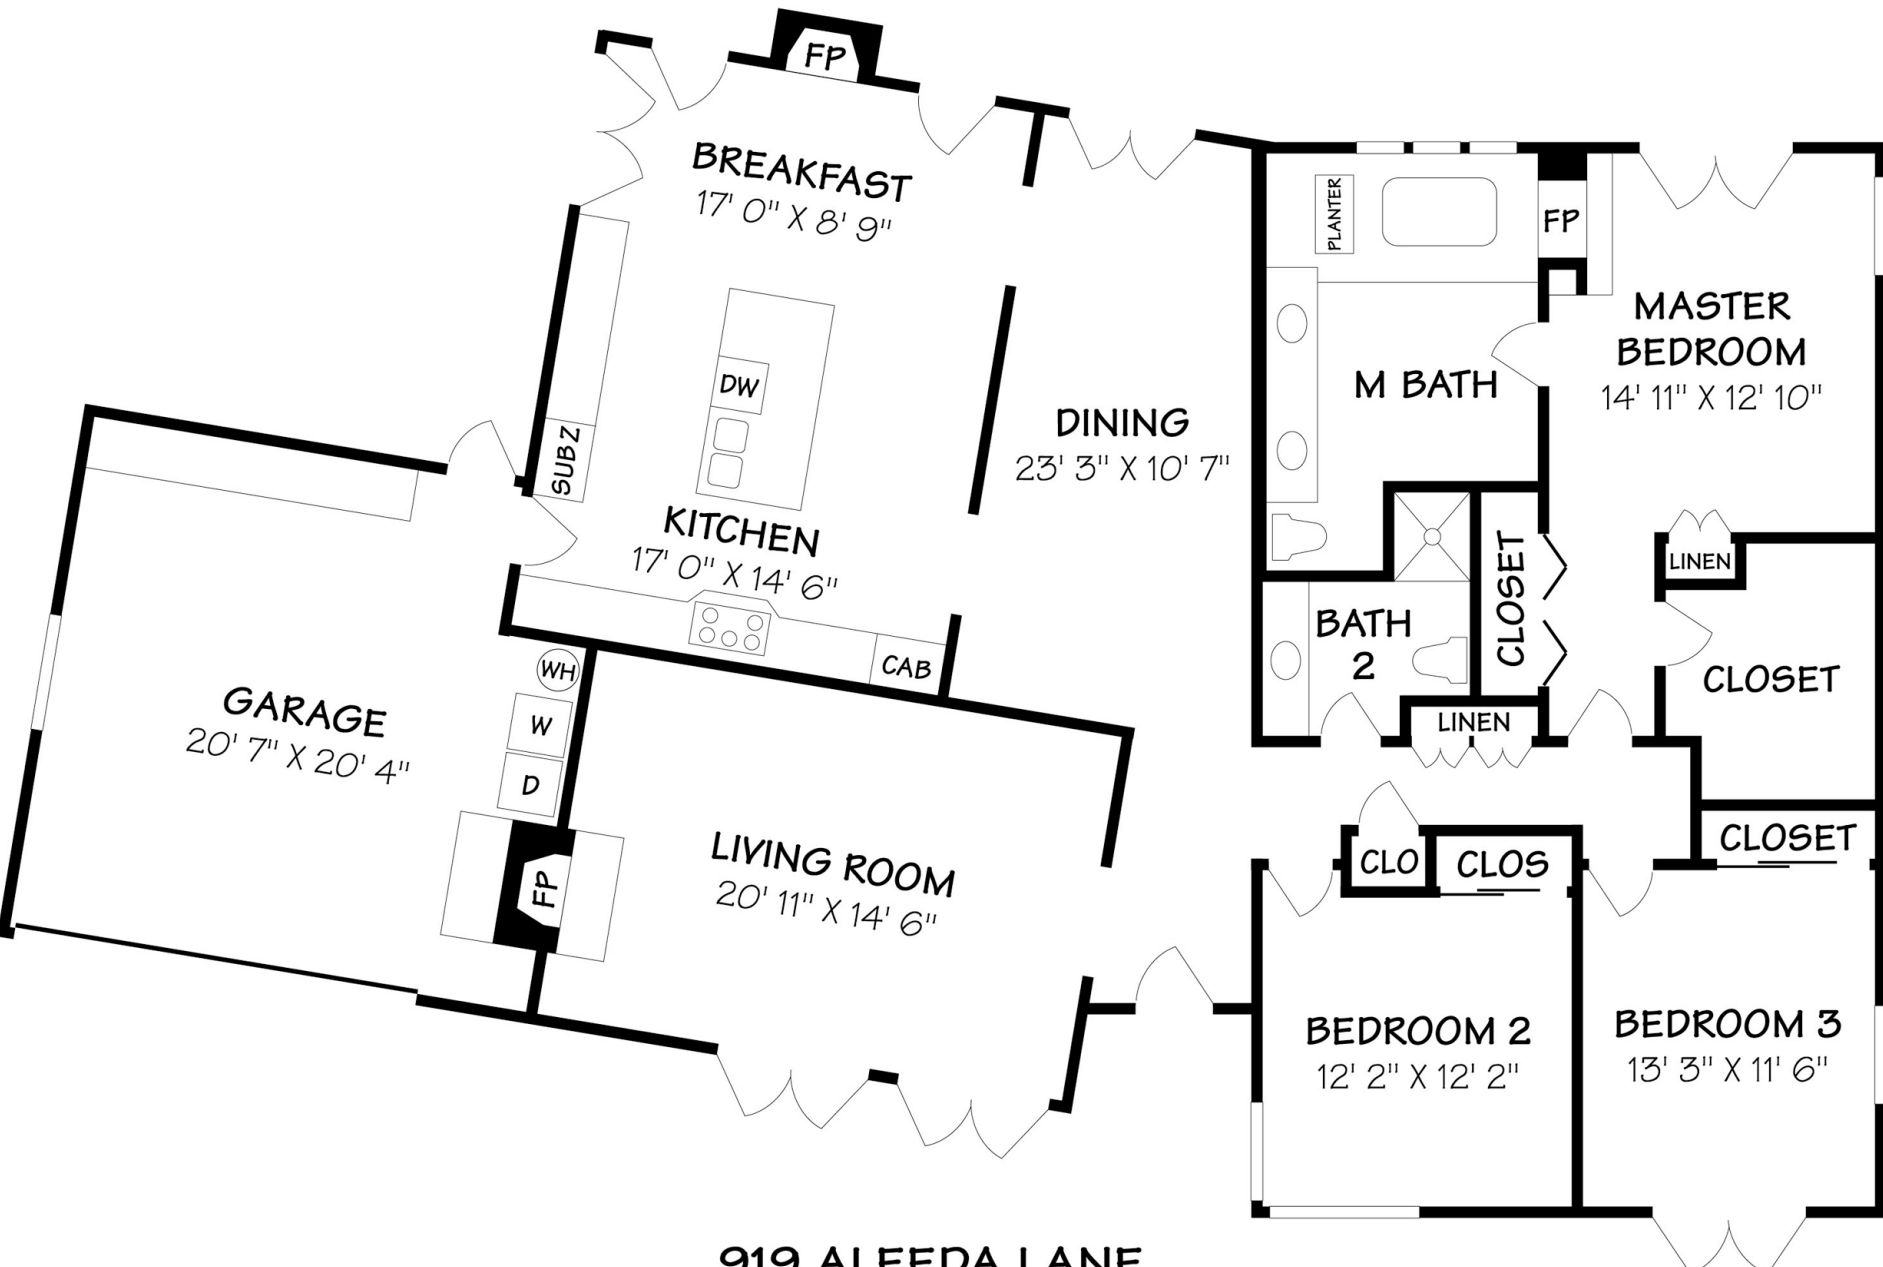 FP
BREAKFAST
17' 0" X 8' 9"
PLANTER
FP
MASTER
BEDROOM
14' 11" X 12' 10"
DW
M BATH
DINING
23' 3" X 10' 7"
SUBZ
KITCHEN
17' 0" X 14' 6"
CLOSET
LINEN
BATH
2
CAB
WH
CLOSET
GARAGE
20' 7" X 20' 4"
W
LINEN
D
CLOSET
LIVING ROOM
20' 11" X 14' 6"
CLO
CLOS
FP
BEDROOM 2
12' 2" X 12' 2"
BEDROOM 3
13' 3" X 11' 6"
919 ALEEDA LANE